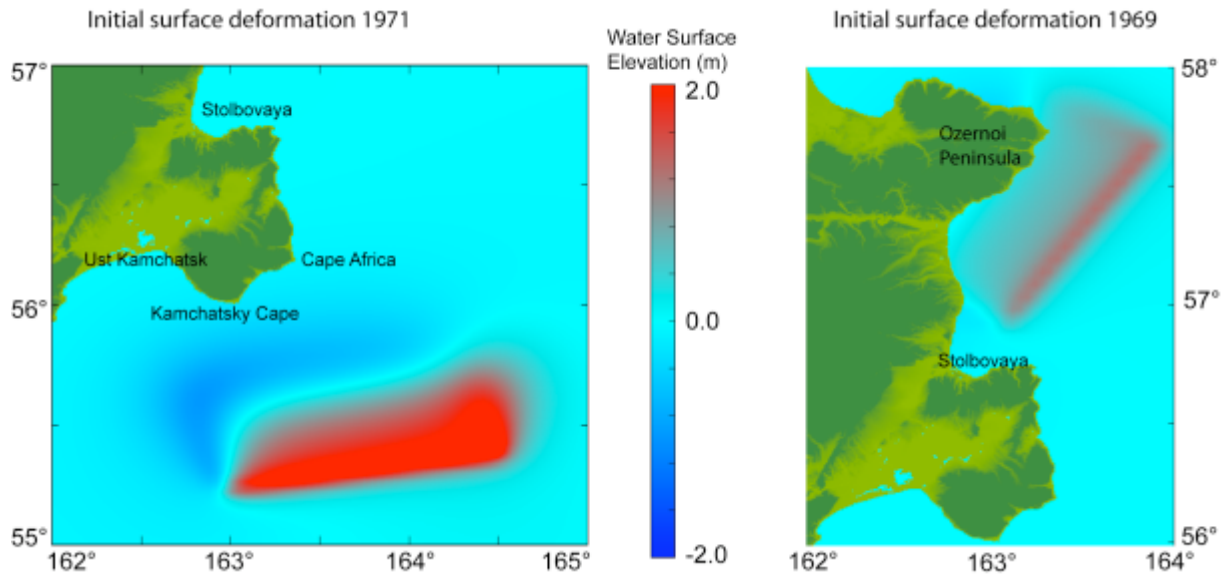 Initial surface deformation 1971
Initial surface deformation 1969
Water Surface
Elevation (m)
57°
Stolbovaya
Ust Kamchatsk
Cape Africa
56°
Kamchatsky Cape
55°
162°
163°
164°
165°
2.0
0.0
-2.0
58°
Ozernoi
Peninsula
57°
Stolbovaya
56°
162°
163°
164°